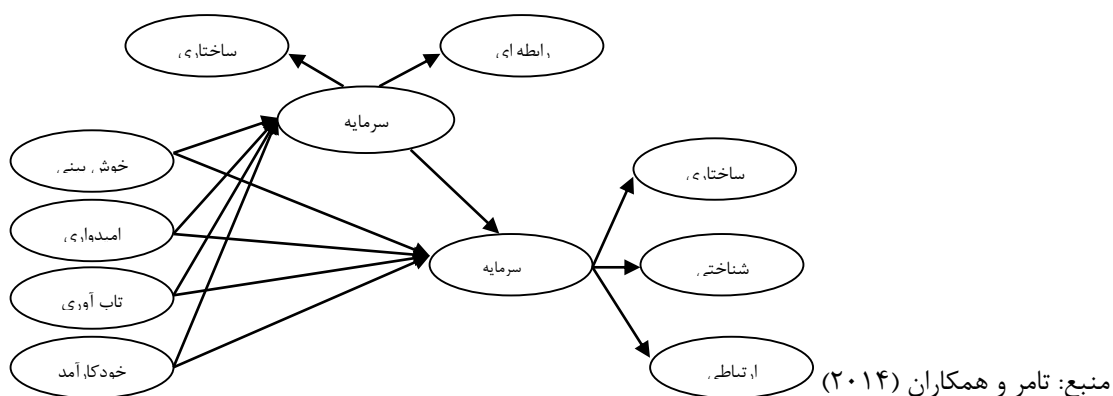 ساختاری
رابطه ای
سرمایه
خوش بینی
ساختاری
امیدواری
سرمایه
شناختی
تاب آوری
خودکارآمد
ارتباطی
منبع: تامر و همکاران (۲۰۱۴)